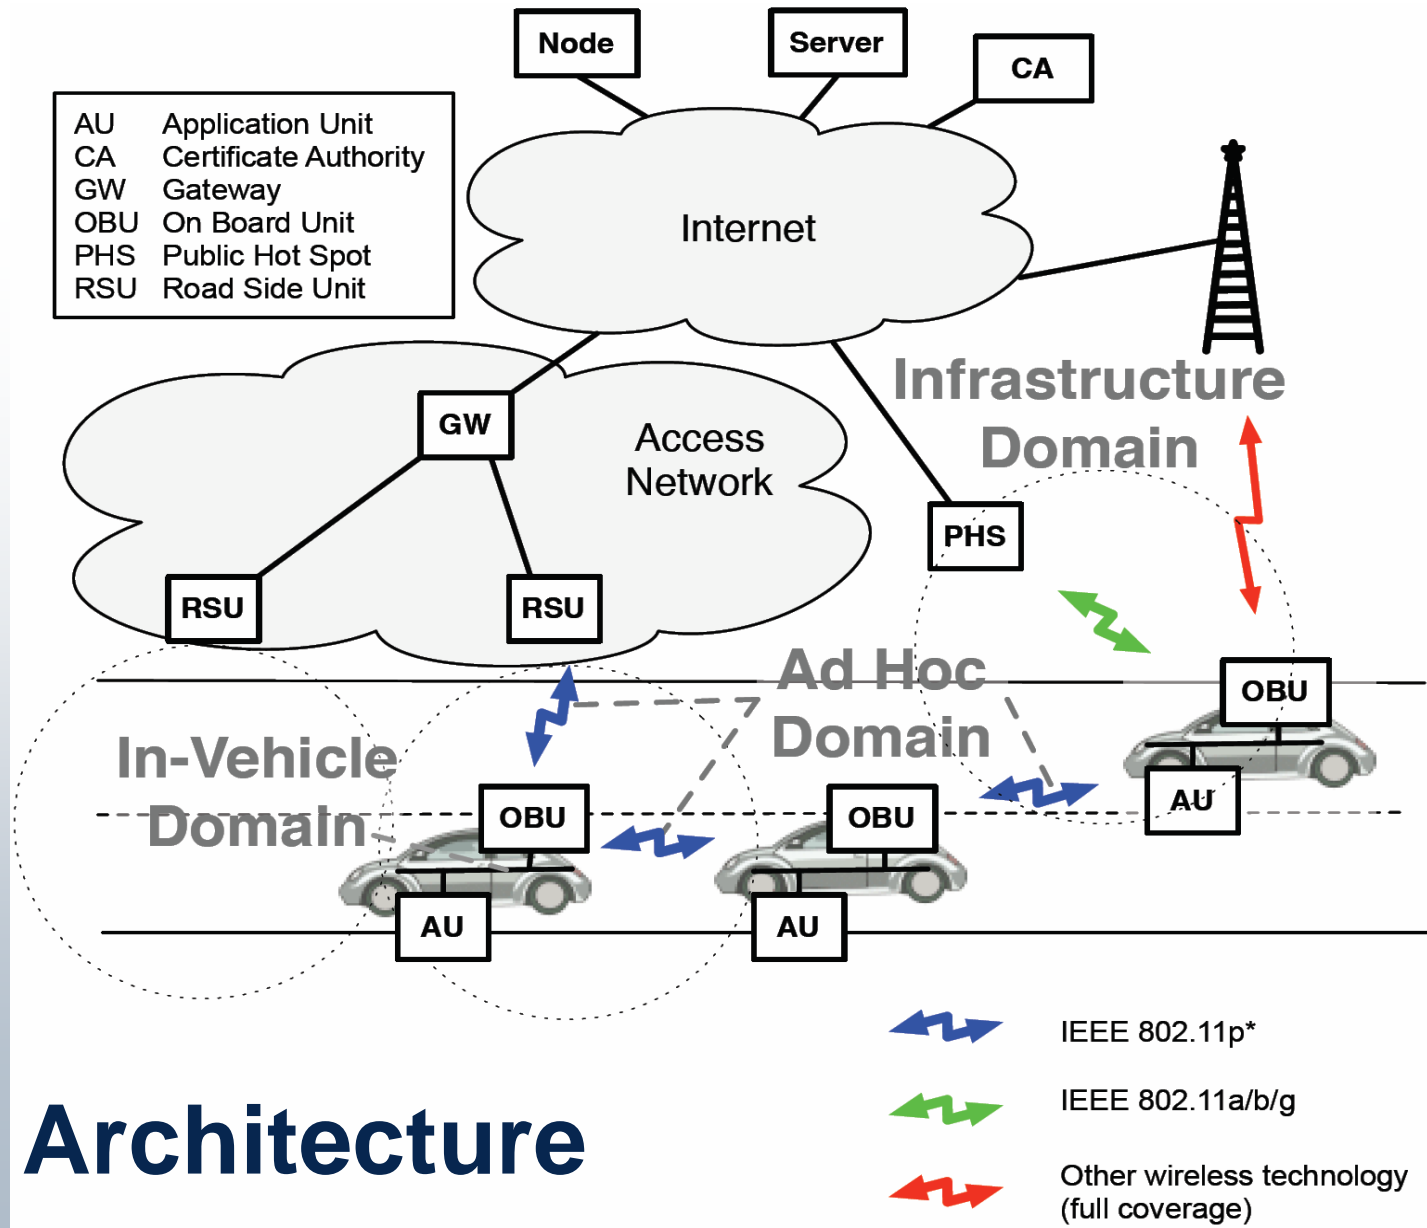 Node
Server
CA
AU Application Unit
CA Certificate Authority
GW Gateway
OBU On Board Unit
PHS Public Hot Spot
RSU Road Side Unit
Internet
Infrastructure
Domain
GW
Access
Network
PHS
RSU
RSU
Ad Hoc
Domain
OBU
AU
In-Vehicle
Domain
OBU
AU
OBU
AU
IEEE 802.11p*
IEEE 802.11a/b/g
Other wireless technology
(full coverage)
Architecture